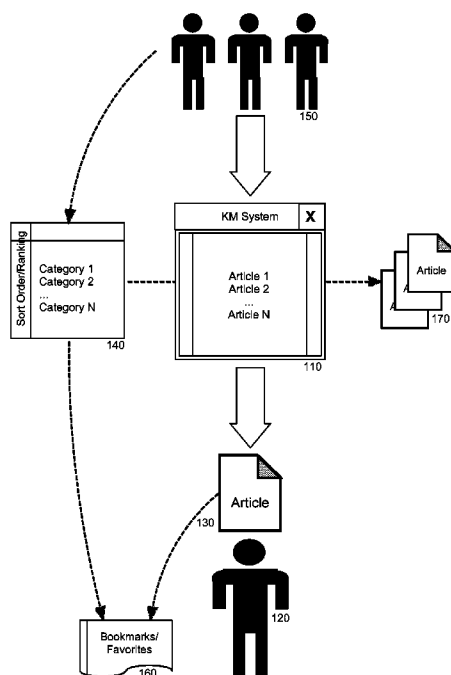 150
KM System
X
Sort Order/Ranking
Category 1
Category 2
...
Category N
140
Article 1
Article 2
...
Article N
110
Article
A
A
170
Article
130
120
Bookmarks/
Favorites
160